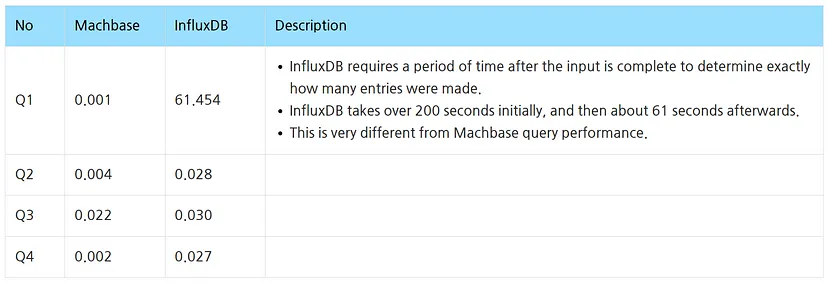 No Machbase InfluxDB Description
Q1 0.001 61.454
• InfluxDB requires a period of time after the input is complete to determine exactly
how many entries were made.
• InfluxDB takes over 200 seconds initially, and then about 61 seconds afterwards.
• This is very different from Machbase query performance.
Q2 0.004 0.028
Q3 0.022 0.030
Q4 0.002 0.027